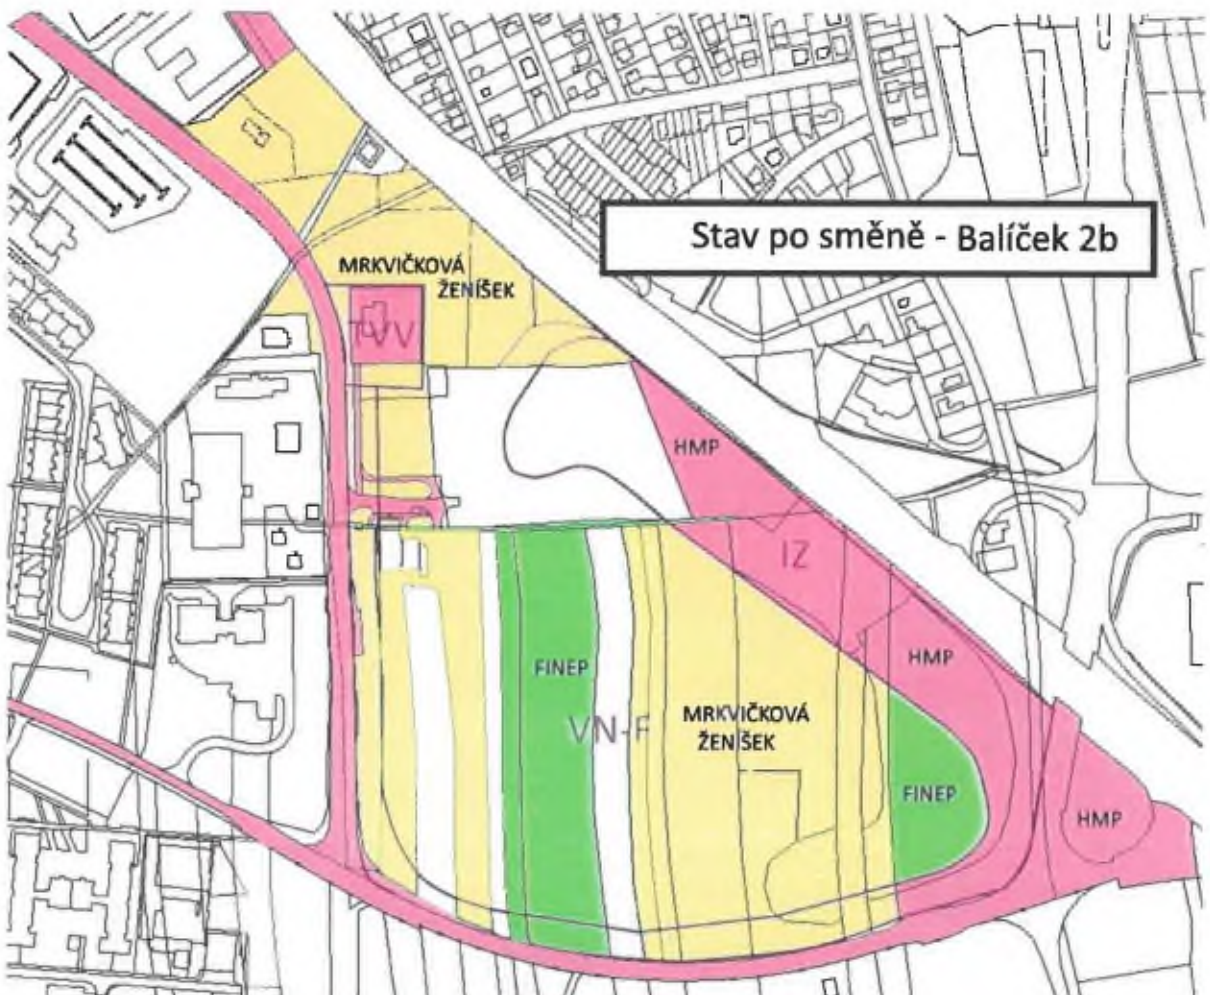 Stav po směně - Balíček 2b
MRKVIČKOVÁ
ŽENÍŠEK
TVV
HMP
IZ
HMP
FINEP
VN-F
MRKVIČKOVÁ
ŽENÍŠEK
FINEP
HMP